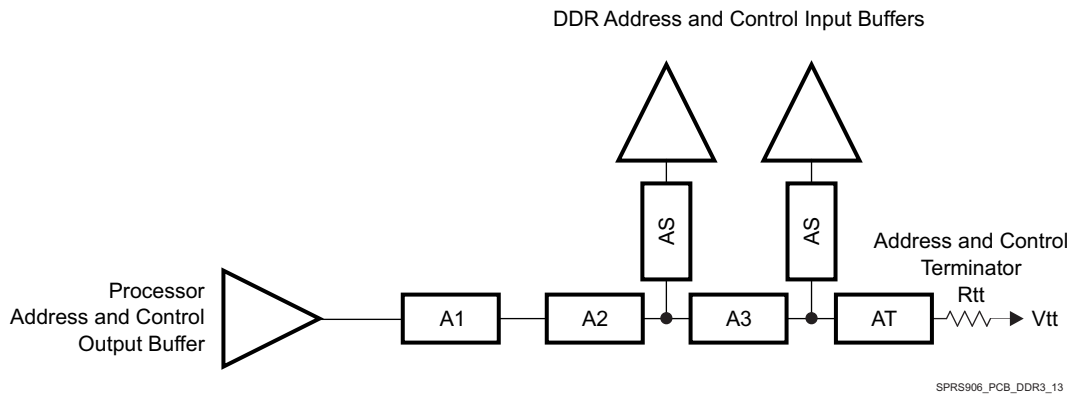 DDR Address and Control Input Buffers
AS
AS
Processor
Address and Control
Output Buffer
A1
A2
A3
AT
Address and Control
Terminator
Rtt
Vtt
SPRS906_PCB_DDR3_13